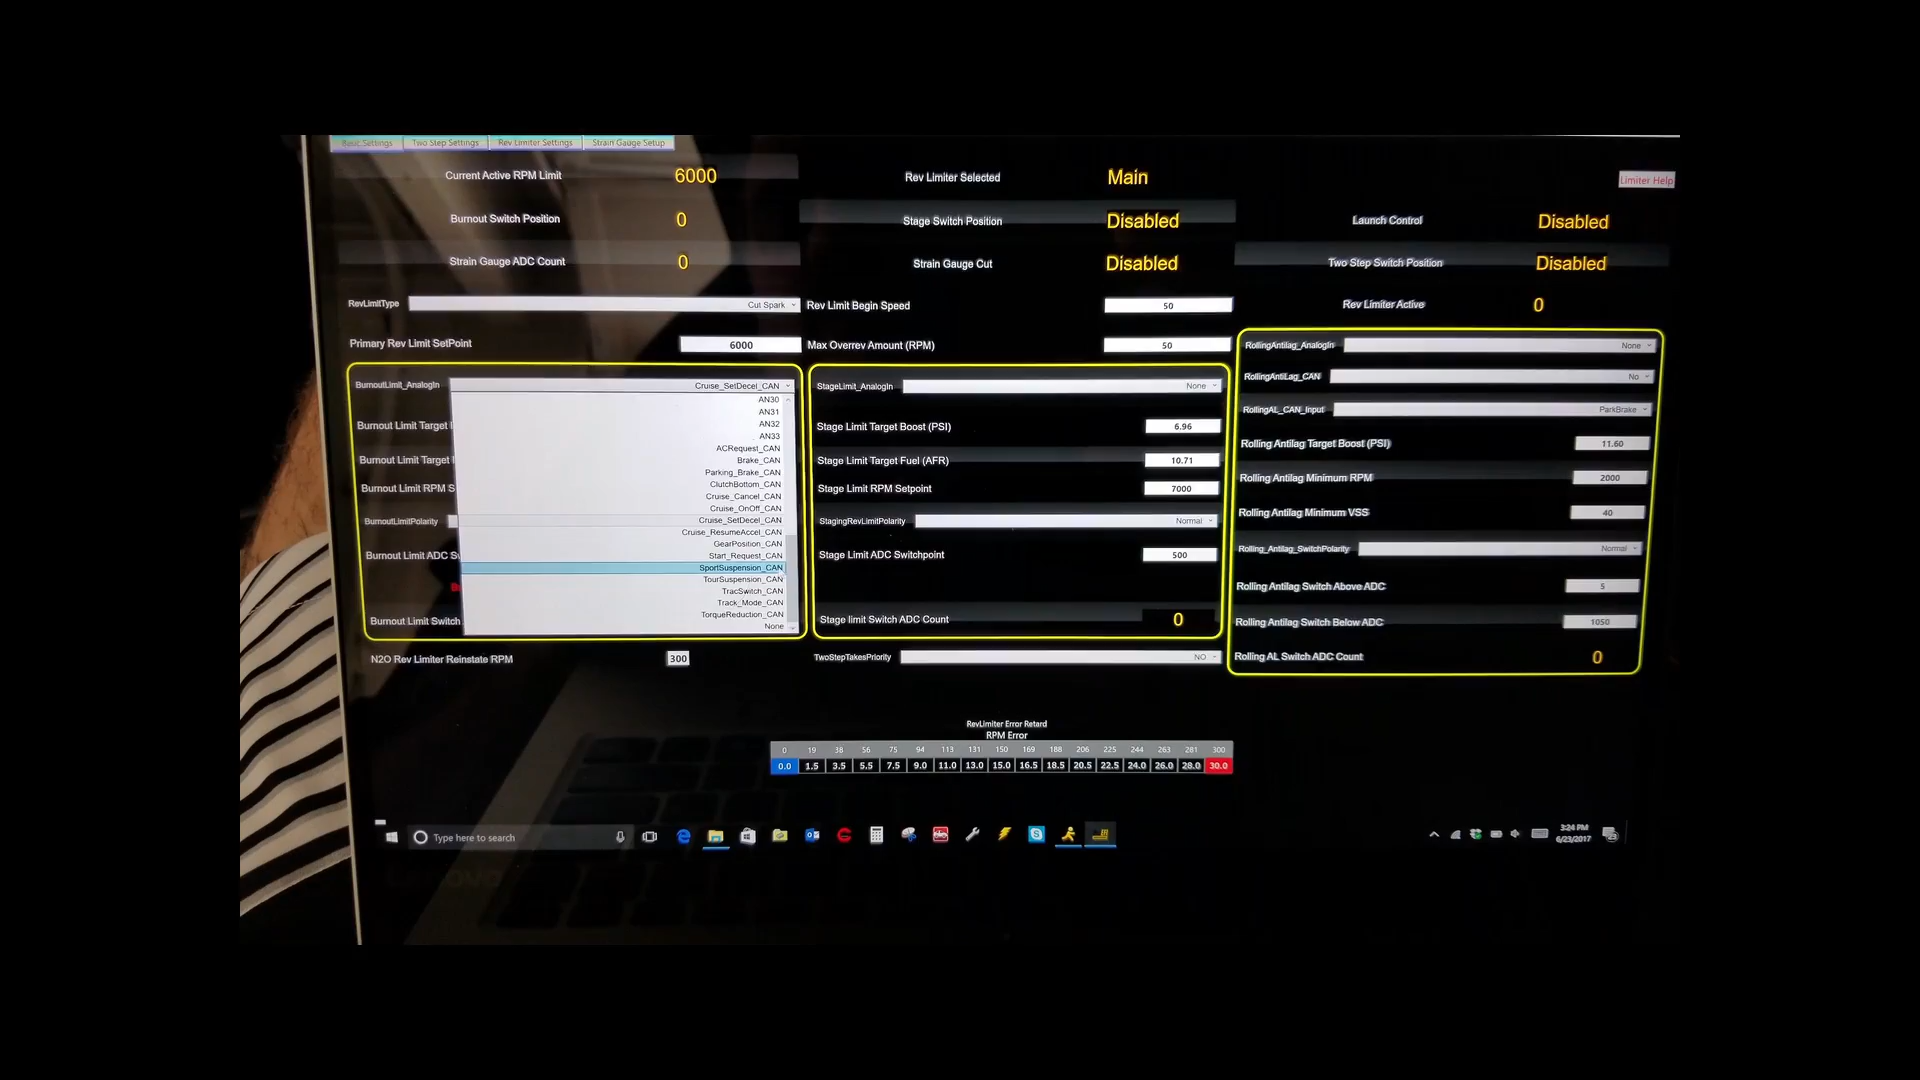 Basic Settings Two Step Settings Rev Limiter Settings Strain Gauge Setup
Current Active RPM Limit 6000 Rev Limiter Selected Main Limiter Help
Burnout Switch Position 0 Stage Switch Position Disabled Launch Control Disabled
Strain Gauge ADC Count 0 Strain Gauge Cut Disabled Two Step Switch Position Disabled
RevLimitType Cut Spark Rev Limit Begin Speed 50 Rev Limiter Active 0
Primary Rev Limit SetPoint 6000 Max Overrev Amount (RPM) 50
BurnoutLimit_AnalogIn Cruise_SetDecel_CAN
AN30
AN31
AN32
AN33
ACRequest_CAN
Brake_CAN
Parking_Brake_CAN
ClutchBottom_CAN
Cruise_Cancel_CAN
Cruise_OnOff_CAN
Cruise_SetDecel_CAN
Cruise_ResumeAccel_CAN
GearPosition_CAN
Start_Request_CAN
SportSuspension_CAN
TourSuspension_CAN
TracSwitch_CAN
Track_Mode_CAN
TorqueReduction_CAN
None
Burnout Limit Target
Burnout Limit Target
Burnout Limit RPM S
BurnoutLimitPolarity
Burnout Limit ADC S
Burnout Limit Switch
N2O Rev Limiter Reinstate RPM 300
StageLimit_AnalogIn None
Stage Limit Target Boost (PSI) 6.96
Stage Limit Target Fuel (AFR) 10.71
Stage Limit RPM Setpoint 7000
StagingRevLimitPolarity Normal
Stage Limit ADC Switchpoint 500
Stage limit Switch ADC Count 0
TwoStepTakesPriority NO
RollingAntilag_AnalogIn None
RollingAntiLag_CAN No
RollingAL_CAN_Input ParkBrake
Rolling Antilag Target Boost (PSI) 11.60
Rolling Antilag Minimum RPM 2000
Rolling Antilag Minimum VSS 40
Rolling_Antilag_SwitchPolarity Normal
Rolling Antilag Switch Above ADC 5
Rolling Antilag Switch Below ADC 1050
Rolling AL Switch ADC Count 0
RevLimiter Error Retard
RPM Error
0 19 38 56 75 94 113 131 150 169 188 206 225 244 263 281 300
0.0 1.5 3.5 5.5 7.5 9.0 11.0 13.0 15.0 16.5 18.5 20.5 22.5 24.0 26.0 28.0 30.0
Type here to search
3:24 PM
6/23/2017